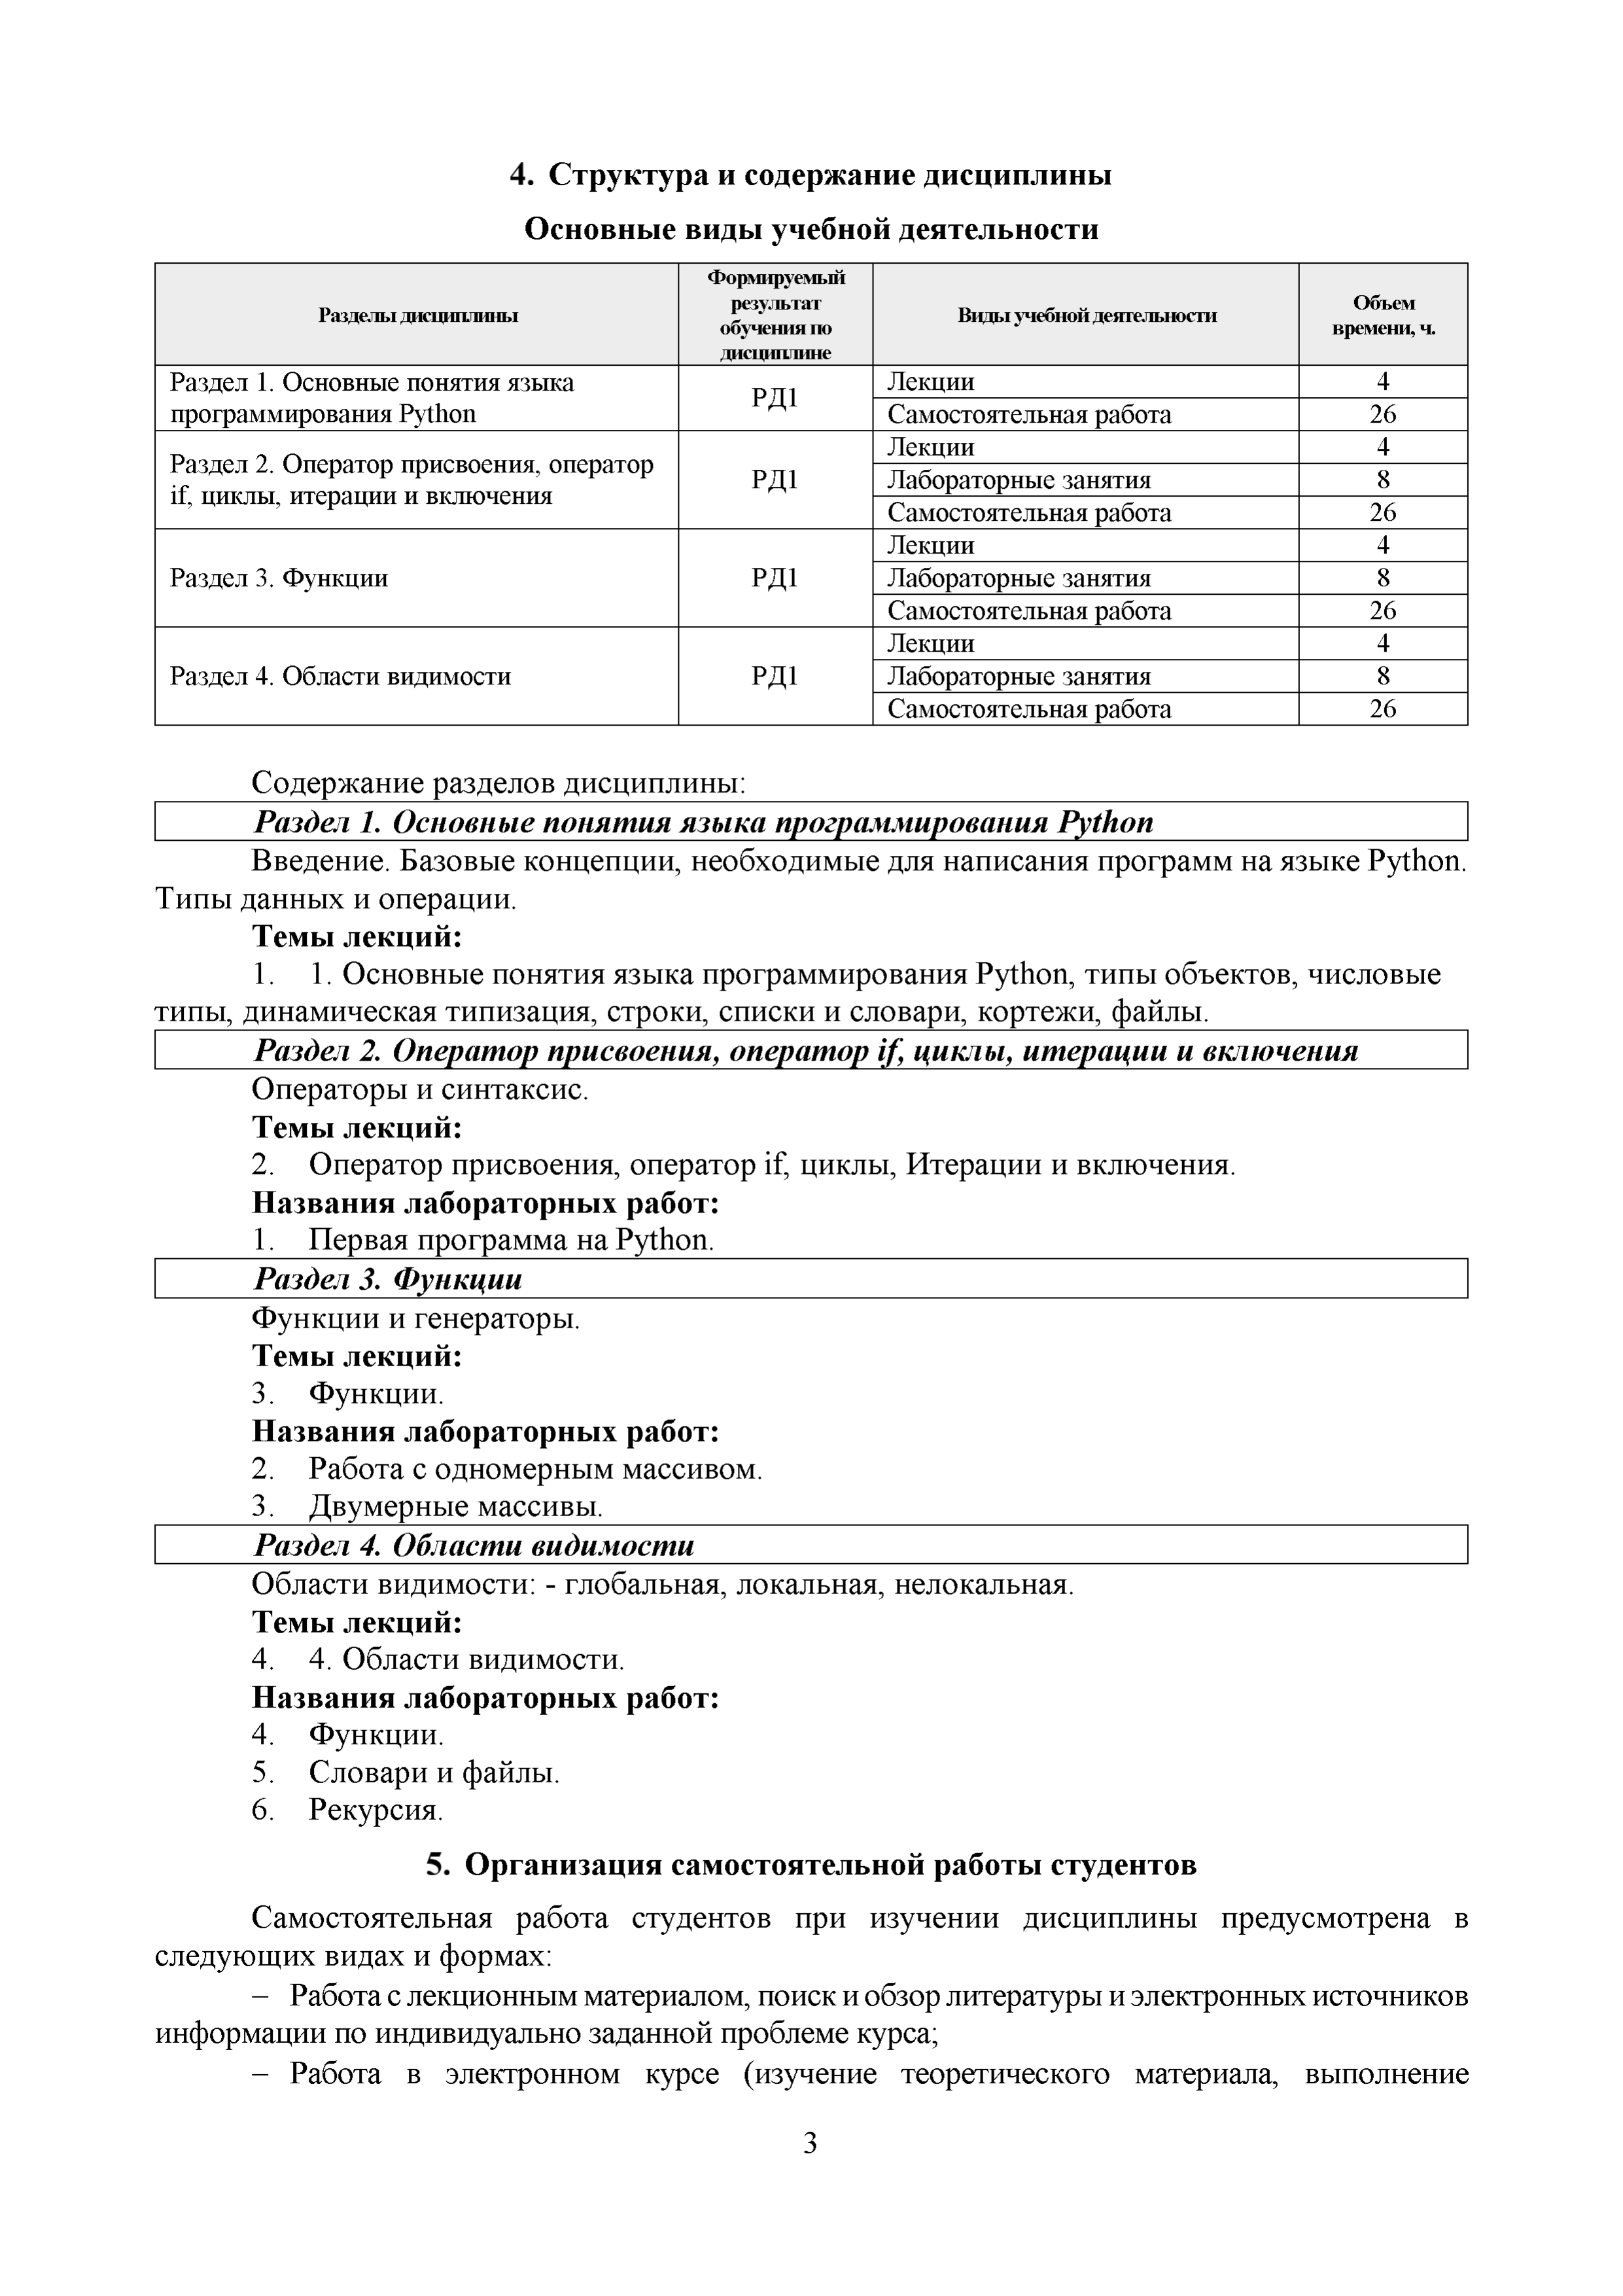 4. Структура и содержание дисциплины
Основные виды учебной деятельности
Разделы дисциплины
Формируемый
результат
обучения по
дисциплине
Виды учебной деятельности
Объем
времени, ч.
Раздел 1. Основные понятия языка
программирования Python
РД1
Лекции
4
Самостоятельная работа
26
Раздел 2. Оператор присвоения, оператор
if, циклы, итерации и включения
РД1
Лекции
4
Лабораторные занятия
8
Самостоятельная работа
26
Раздел 3. Функции
РД1
Лекции
4
Лабораторные занятия
8
Самостоятельная работа
26
Раздел 4. Области видимости
РД1
Лекции
4
Лабораторные занятия
8
Самостоятельная работа
26
Содержание разделов дисциплины:
Раздел 1. Основные понятия языка программирования Python
Введение. Базовые концепции, необходимые для написания программ на языке Python.
Типы данных и операции.
Темы лекций:
1. 1. Основные понятия языка программирования Python, типы объектов, числовые
типы, динамическая типизация, строки, списки и словари, кортежи, файлы.
Раздел 2. Оператор присвоения, оператор if, циклы, итерации и включения
Операторы и синтаксис.
Темы лекций:
2. Оператор присвоения, оператор if, циклы, Итерации и включения.
Названия лабораторных работ:
1. Первая программа на Python.
Раздел 3. Функции
Функции и генераторы.
Темы лекций:
3. Функции.
Названия лабораторных работ:
2. Работа с одномерным массивом.
3. Двумерные массивы.
Раздел 4. Области видимости
Области видимости: - глобальная, локальная, нелокальная.
Темы лекций:
4. 4. Области видимости.
Названия лабораторных работ:
4. Функции.
5. Словари и файлы.
6. Рекурсия.
5. Организация самостоятельной работы студентов
Самостоятельная работа студентов при изучении дисциплины предусмотрена в
следующих видах и формах:
– Работа с лекционным материалом, поиск и обзор литературы и электронных источников
информации по индивидуально заданной проблеме курса;
– Работа в электронном курсе (изучение теоретического материала, выполнение
3